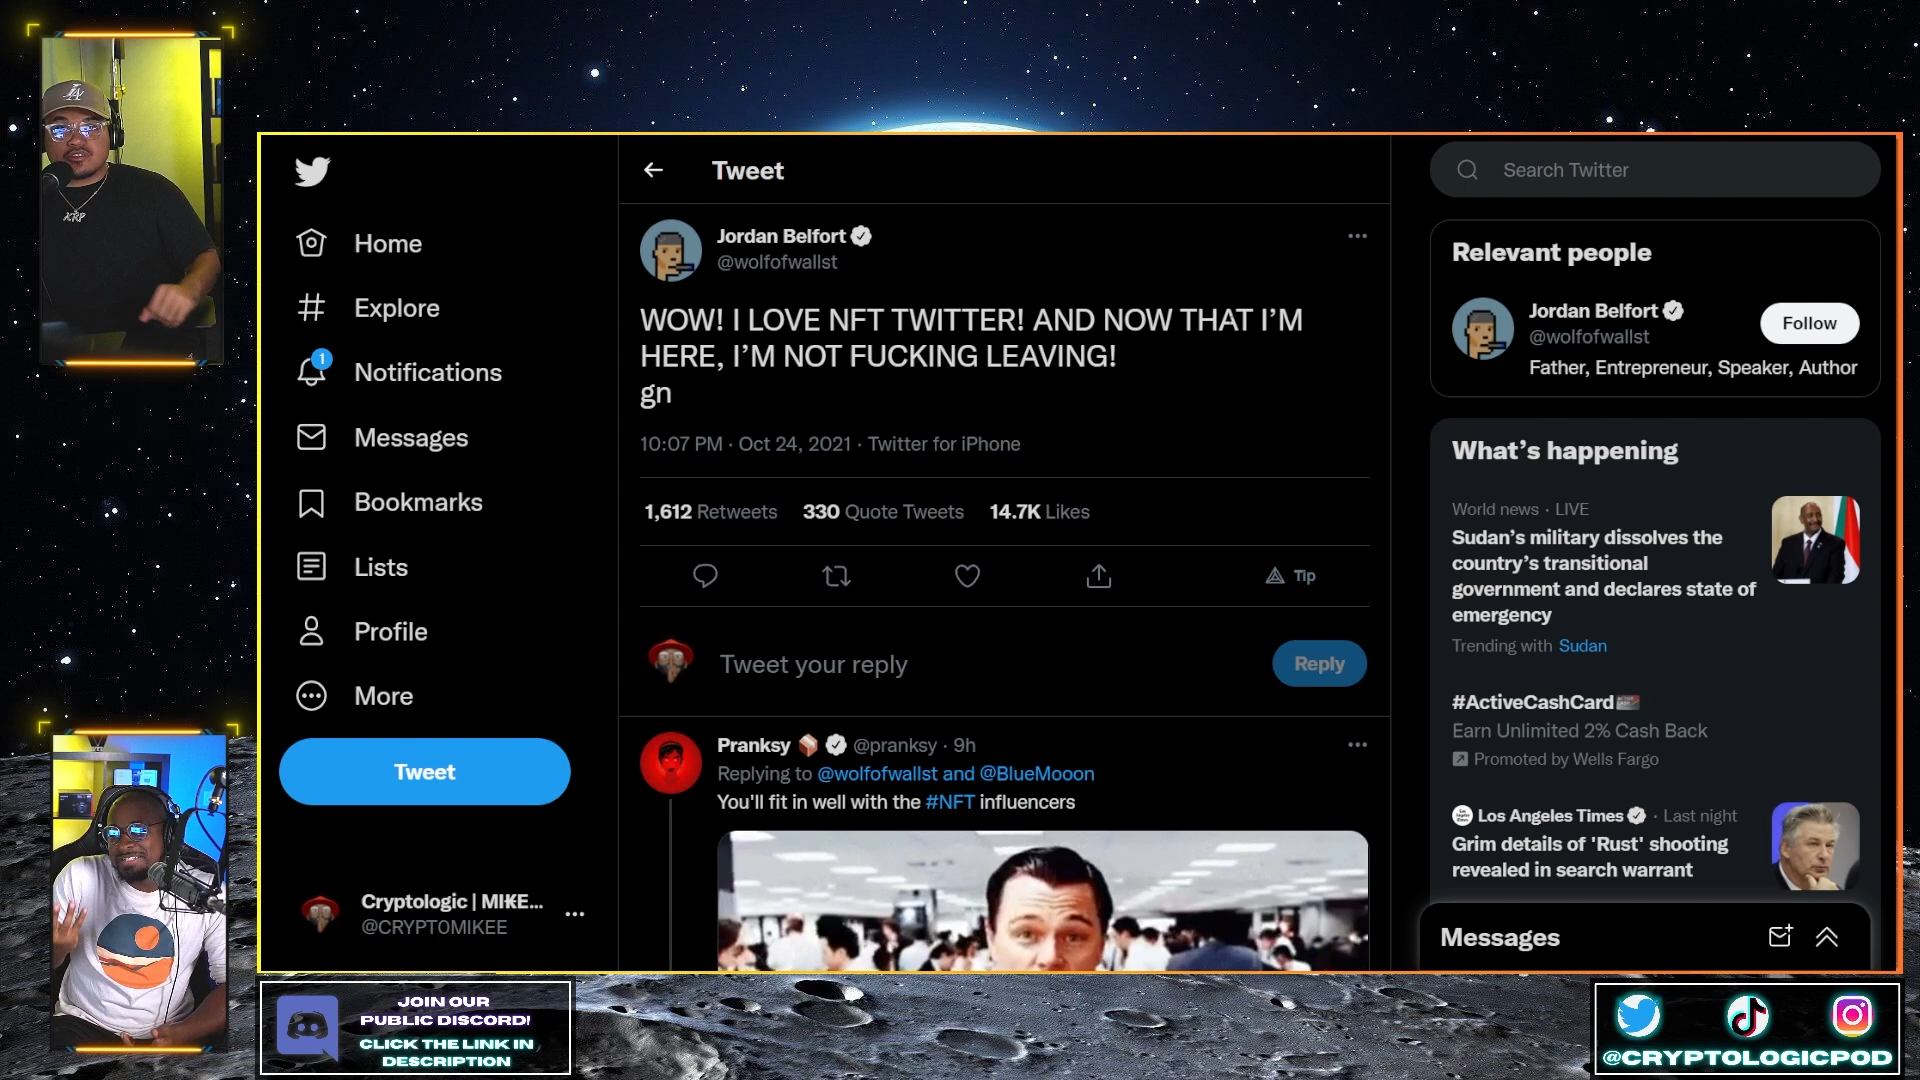 LA
XRP
Home
Explore
1
Notifications
Messages
Bookmarks
Lists
Profile
More
Tweet
Cryptologic | MIKE...
@CRYPTOMIKEE
Tweet
Jordan Belfort
@wolfofwallst
WOW! I LOVE NFT TWITTER! AND NOW THAT I’M
HERE, I’M NOT FUCKING LEAVING!
gn
10:07 PM · Oct 24, 2021 · Twitter for iPhone
1,612 Retweets 330 Quote Tweets 14.7K Likes
Tip
Tweet your reply
Reply
Pranksy @pranksy · 9h
Replying to @wolfofwallst and @BlueMooon
You'll fit in well with the #NFT influencers
Search Twitter
Relevant people
Jordan Belfort
@wolfofwallst
Follow
Father, Entrepreneur, Speaker, Author
What’s happening
World news · LIVE
Sudan’s military dissolves the
country’s transitional
government and declares state of
emergency
Trending with Sudan
#ActiveCashCard
Earn Unlimited 2% Cash Back
Promoted by Wells Fargo
Los Angeles Times · Last night
Grim details of 'Rust' shooting
revealed in search warrant
Messages
JOIN OUR
PUBLIC DISCORD!
CLICK THE LINK IN
DESCRIPTION
@CRYPTOLOGICPOD